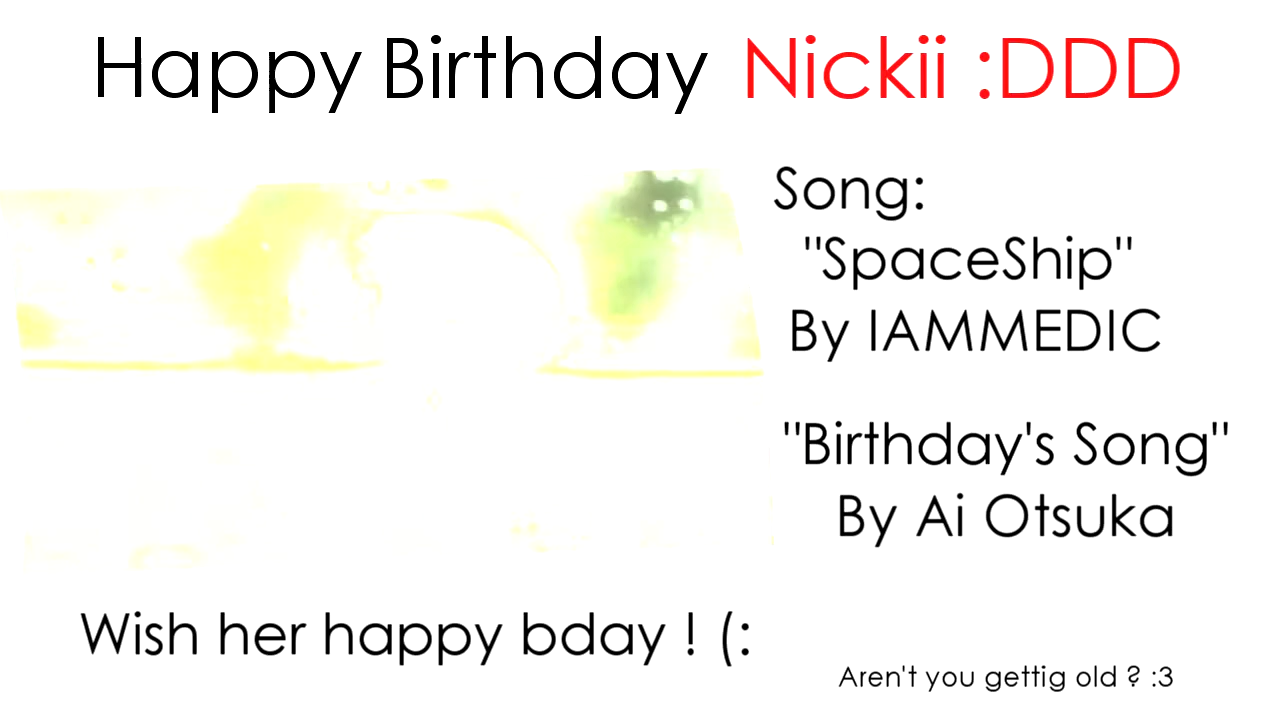 Happy Birthday Nickii :DDD
Song:
"SpaceShip"
By IAMMEDIC
"Birthday's Song"
By Ai Otsuka
Wish her happy bday ! (:
Aren't you gettig old ? :3